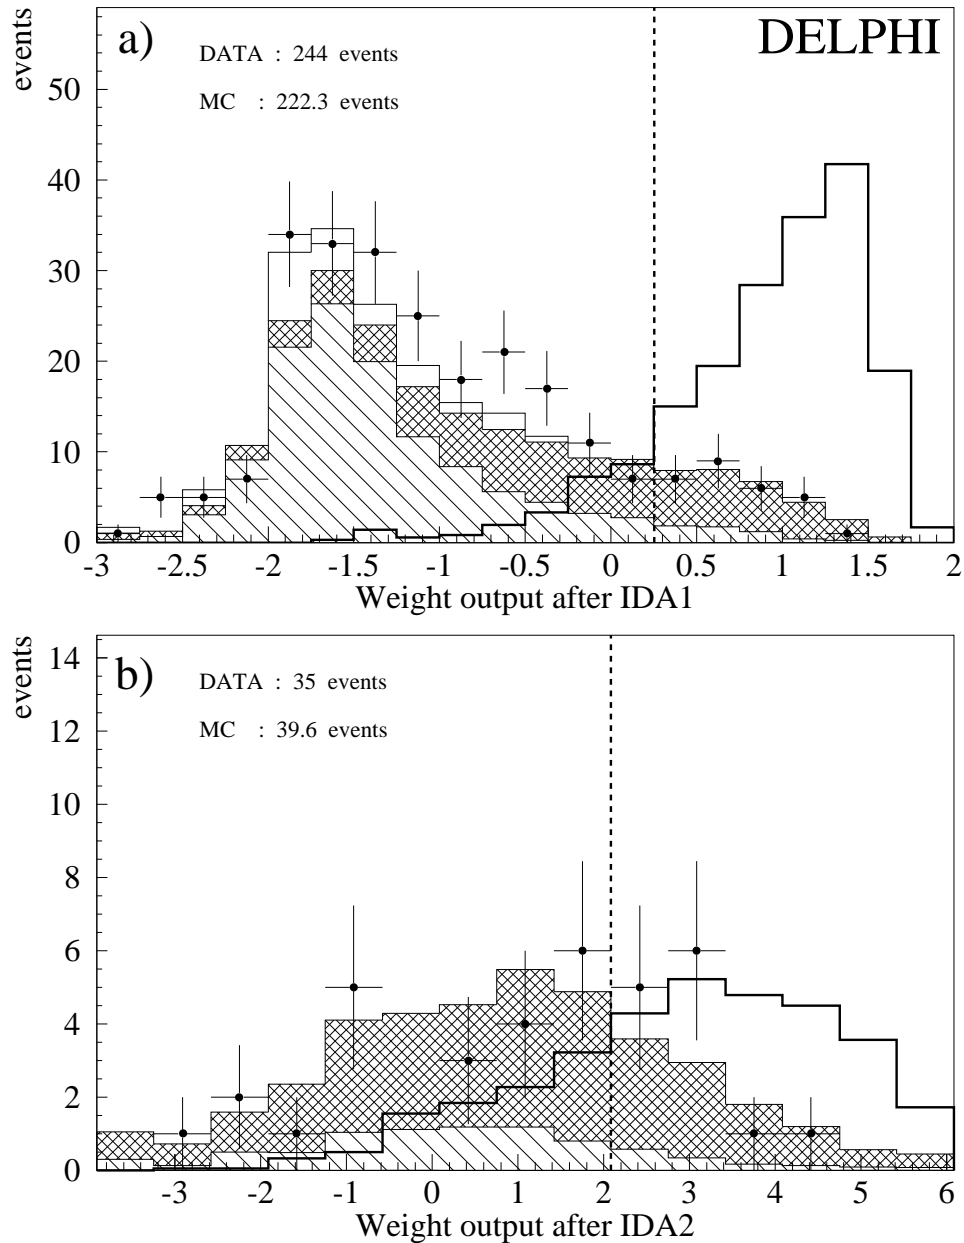 events
a)
DELPHI
DATA : 244 events
MC : 222.3 events
50
40
30
20
10
0
-3 -2.5 -2 -1.5 -1 -0.5 0 0.5 1 1.5 2
Weight output after IDA1
events
b)
DATA : 35 events
MC : 39.6 events
14
12
10
8
6
4
2
0
-3 -2 -1 0 1 2 3 4 5 6
Weight output after IDA2